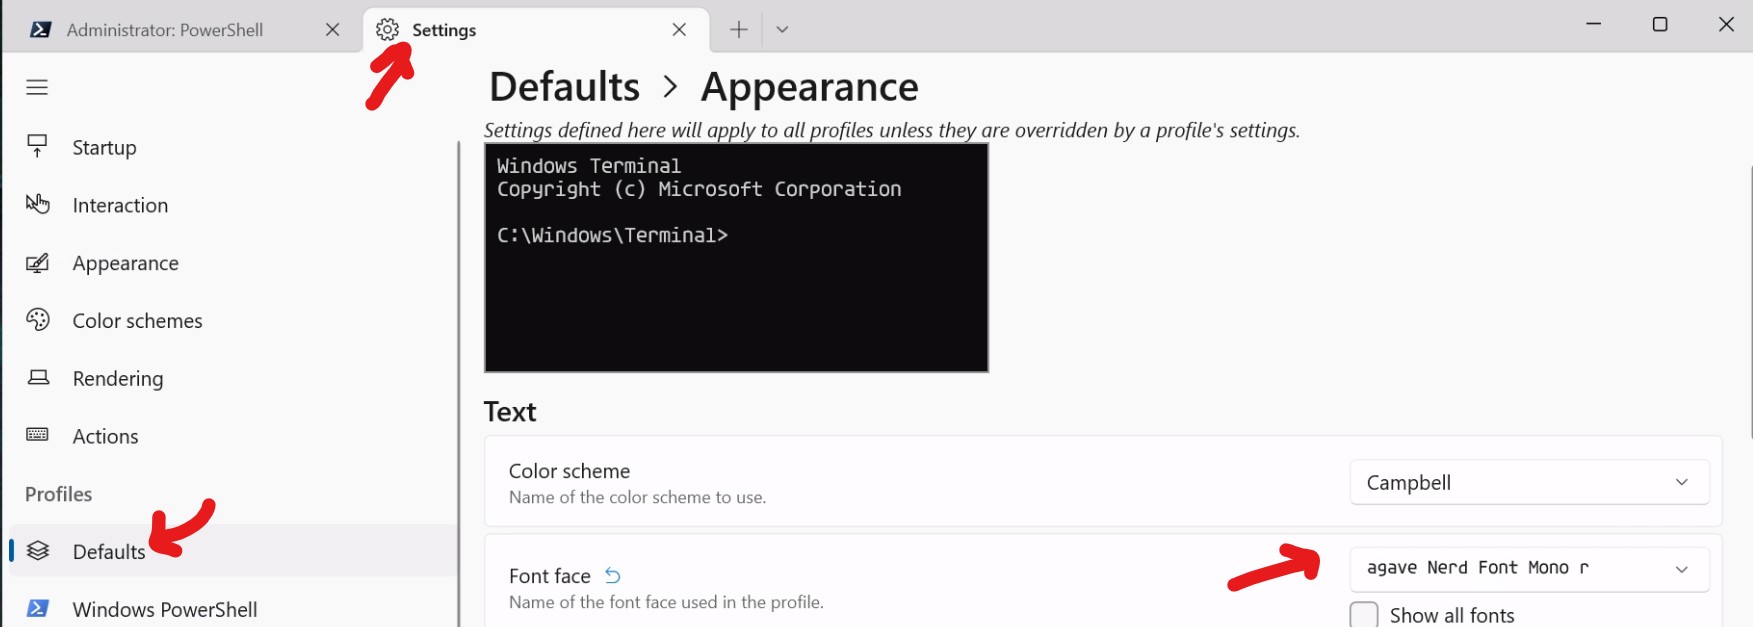 Administrator: PowerShell
Settings
Defaults > Appearance
Settings defined here will apply to all profiles unless they are overridden by a profile's settings.
Windows Terminal
Copyright (c) Microsoft Corporation
C:\Windows\Terminal>
Startup
Interaction
Appearance
Color schemes
Rendering
Actions
Profiles
Defaults
Windows PowerShell
Text
Color scheme
Name of the color scheme to use.
Campbell
Font face
Name of the font face used in the profile.
agave Nerd Font Mono r
Show all fonts